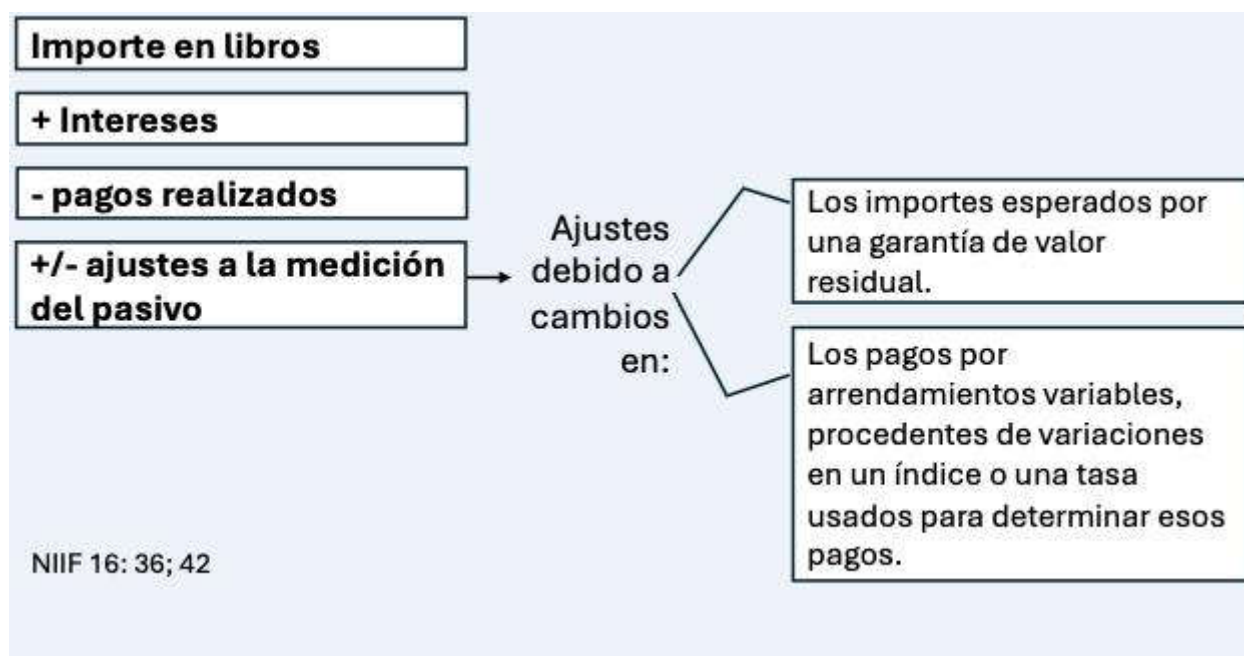 Importe en libros
+ Intereses
- pagos realizados
+/- ajustes a la medición
del pasivo
Ajustes
debido a
cambios
en:
Los importes esperados por
una garantía de valor
residual.
Los pagos por
arrendamientos variables,
procedentes de variaciones
en un índice o una tasa
usados para determinar esos
pagos.
NIIF 16: 36; 42